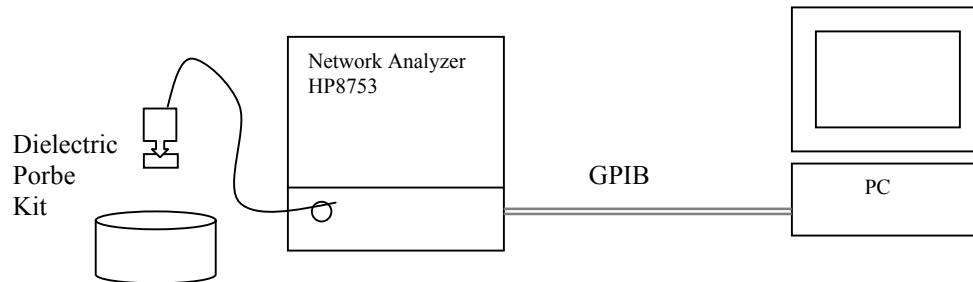 Network Analyzer
HP8753
Dielectric
Porbe
Kit
GPIB
PC